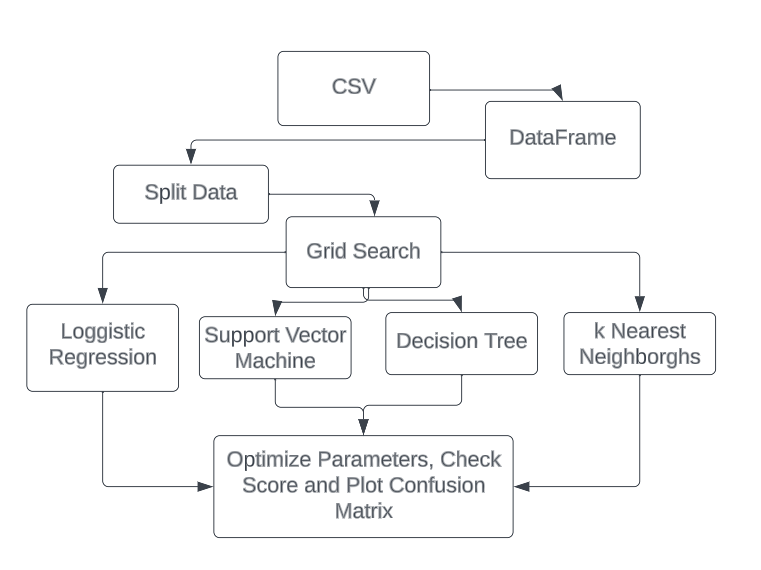 CSV
DataFrame
Split Data
Grid Search
Loggistic
Regression
Support Vector
Machine
Decision Tree
k Nearest
Neighborghs
Optimize Parameters, Check
Score and Plot Confusion
Matrix